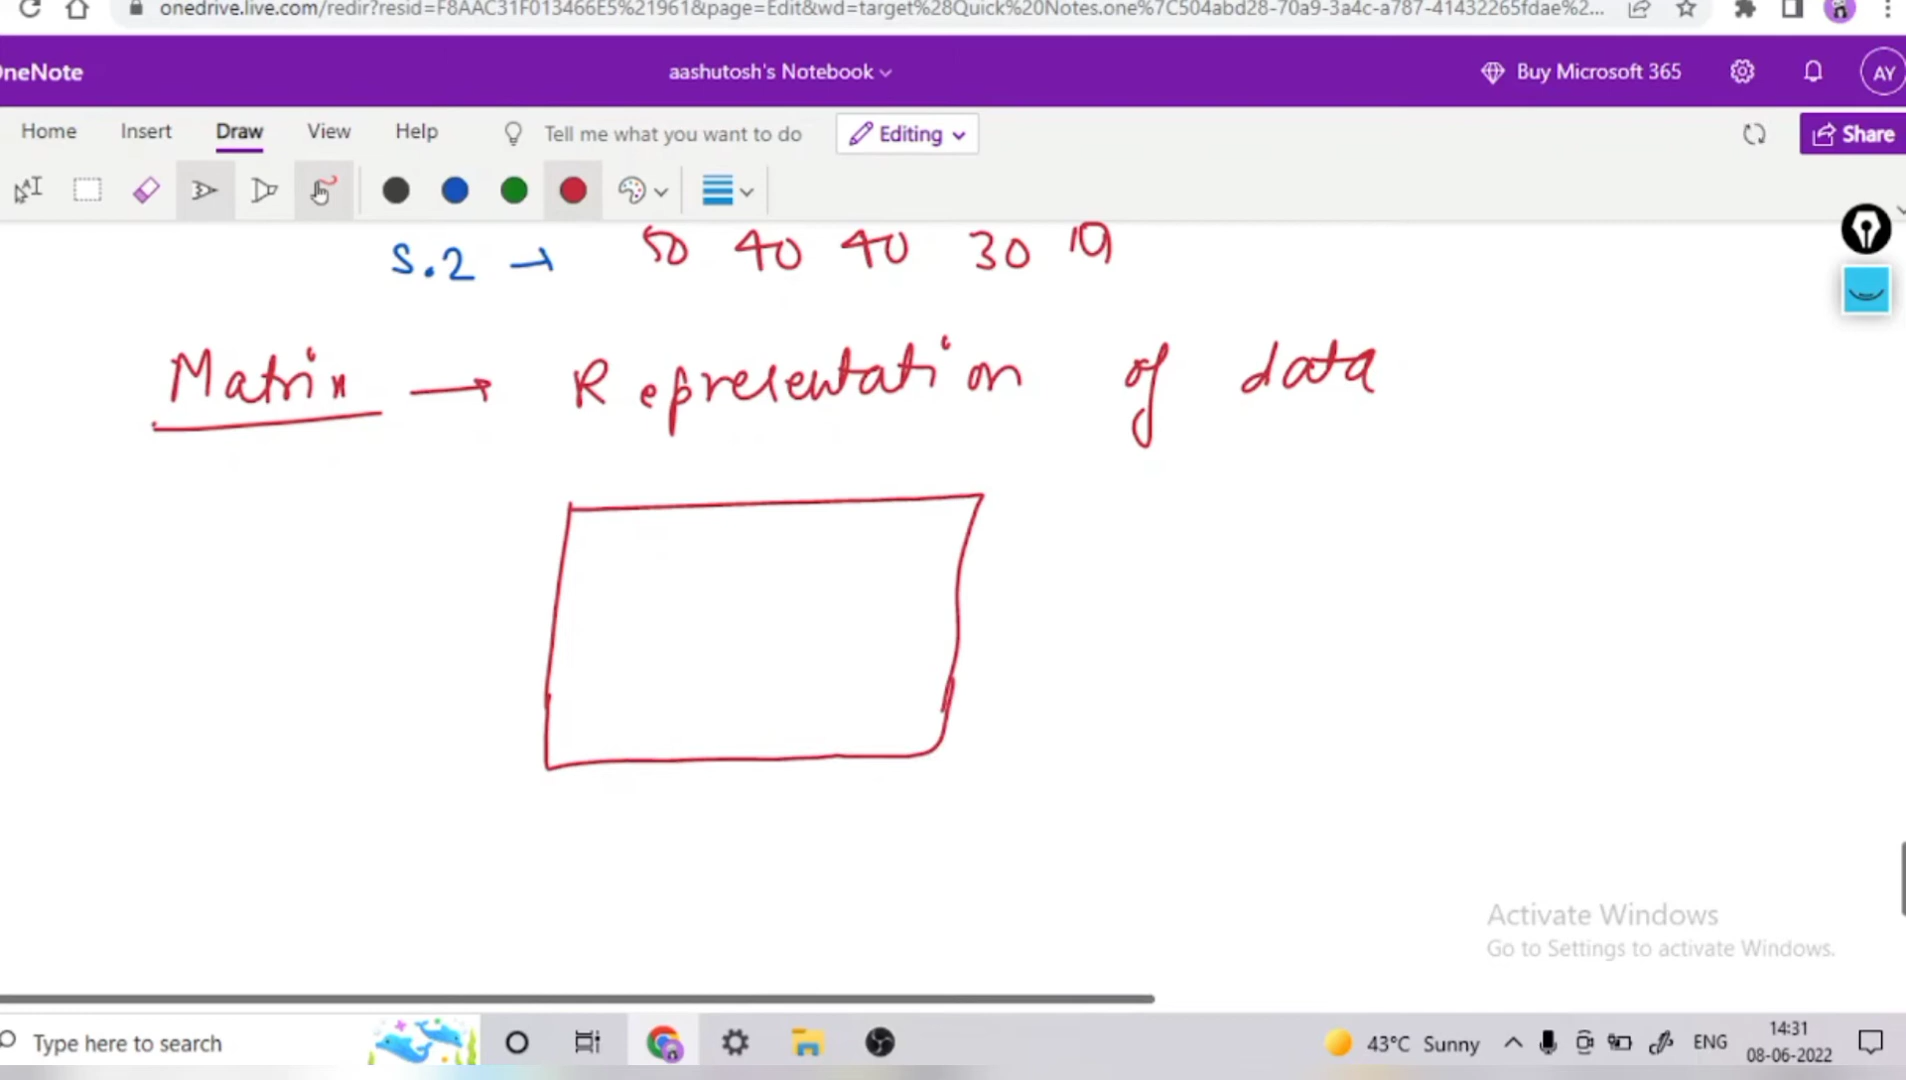 onedrive.live.com/redir?resid=F8AAC31F013466E5%21961&page=Edit&wd=target%28Quick%20Notes.one%7C504abd28-70a9-3a4c-a787-41432265fdae%2...
OneNote aashutosh's Notebook Buy Microsoft 365 AY
Home Insert Draw View Help Tell me what you want to do Editing Share
S.2 → 50 40 40 30 10
Matrix → Representation of data
Activate Windows
Go to Settings to activate Windows.
Type here to search 43°C Sunny ENG 14:31
08-06-2022